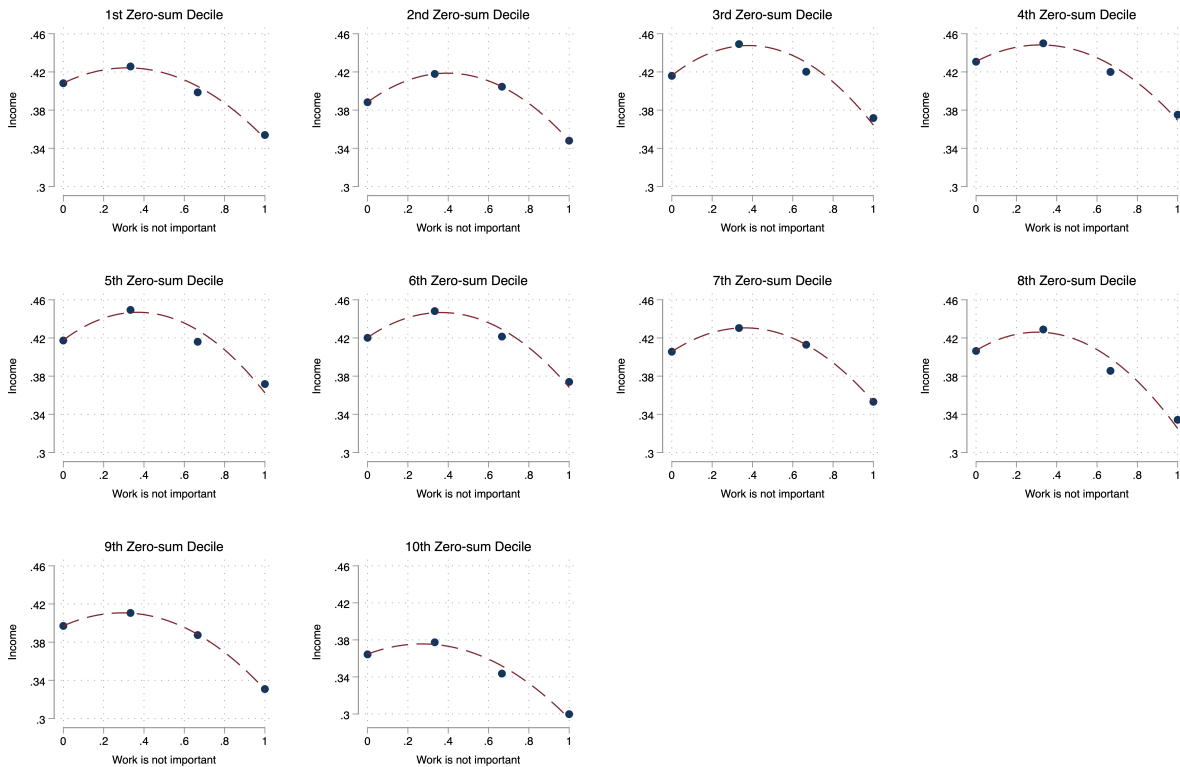 1st Zero-sum Decile
.46
.42
.38
.34
.3
Income
0 .2 .4 .6 .8 1
Work is not important
2nd Zero-sum Decile
.46
.42
.38
.34
.3
Income
0 .2 .4 .6 .8 1
Work is not important
3rd Zero-sum Decile
.46
.42
.38
.34
.3
Income
0 .2 .4 .6 .8 1
Work is not important
4th Zero-sum Decile
.46
.42
.38
.34
.3
Income
0 .2 .4 .6 .8 1
Work is not important
5th Zero-sum Decile
.46
.42
.38
.34
.3
Income
0 .2 .4 .6 .8 1
Work is not important
6th Zero-sum Decile
.46
.42
.38
.34
.3
Income
0 .2 .4 .6 .8 1
Work is not important
7th Zero-sum Decile
.46
.42
.38
.34
.3
Income
0 .2 .4 .6 .8 1
Work is not important
8th Zero-sum Decile
.46
.42
.38
.34
.3
Income
0 .2 .4 .6 .8 1
Work is not important
9th Zero-sum Decile
.46
.42
.38
.34
.3
Income
0 .2 .4 .6 .8 1
Work is not important
10th Zero-sum Decile
.46
.42
.38
.34
.3
Income
0 .2 .4 .6 .8 1
Work is not important